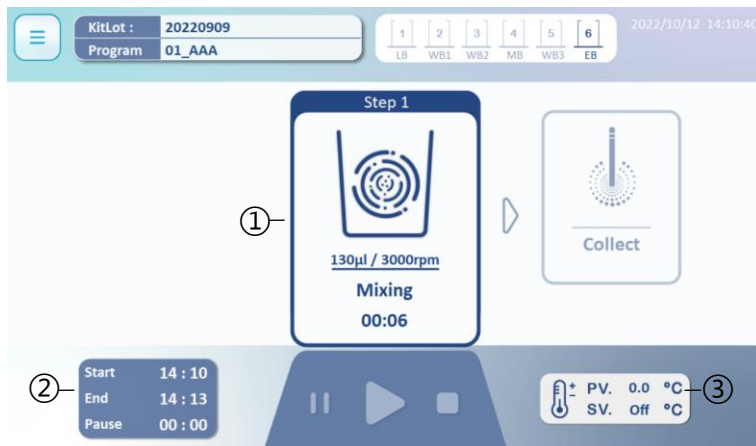 KitLot : 20220909
Program 01_AAA
1 2 3 4 5 6
LB WB1 WB2 MB WB3 EB
2022/10/12 14:10:40
Step 1
130µl / 3000rpm
Mixing
00:06
①
Collect
Start 14 : 10
End 14 : 13
Pause 00 : 00
②
PV. 0.0 ºC
SV. Off ºC
③